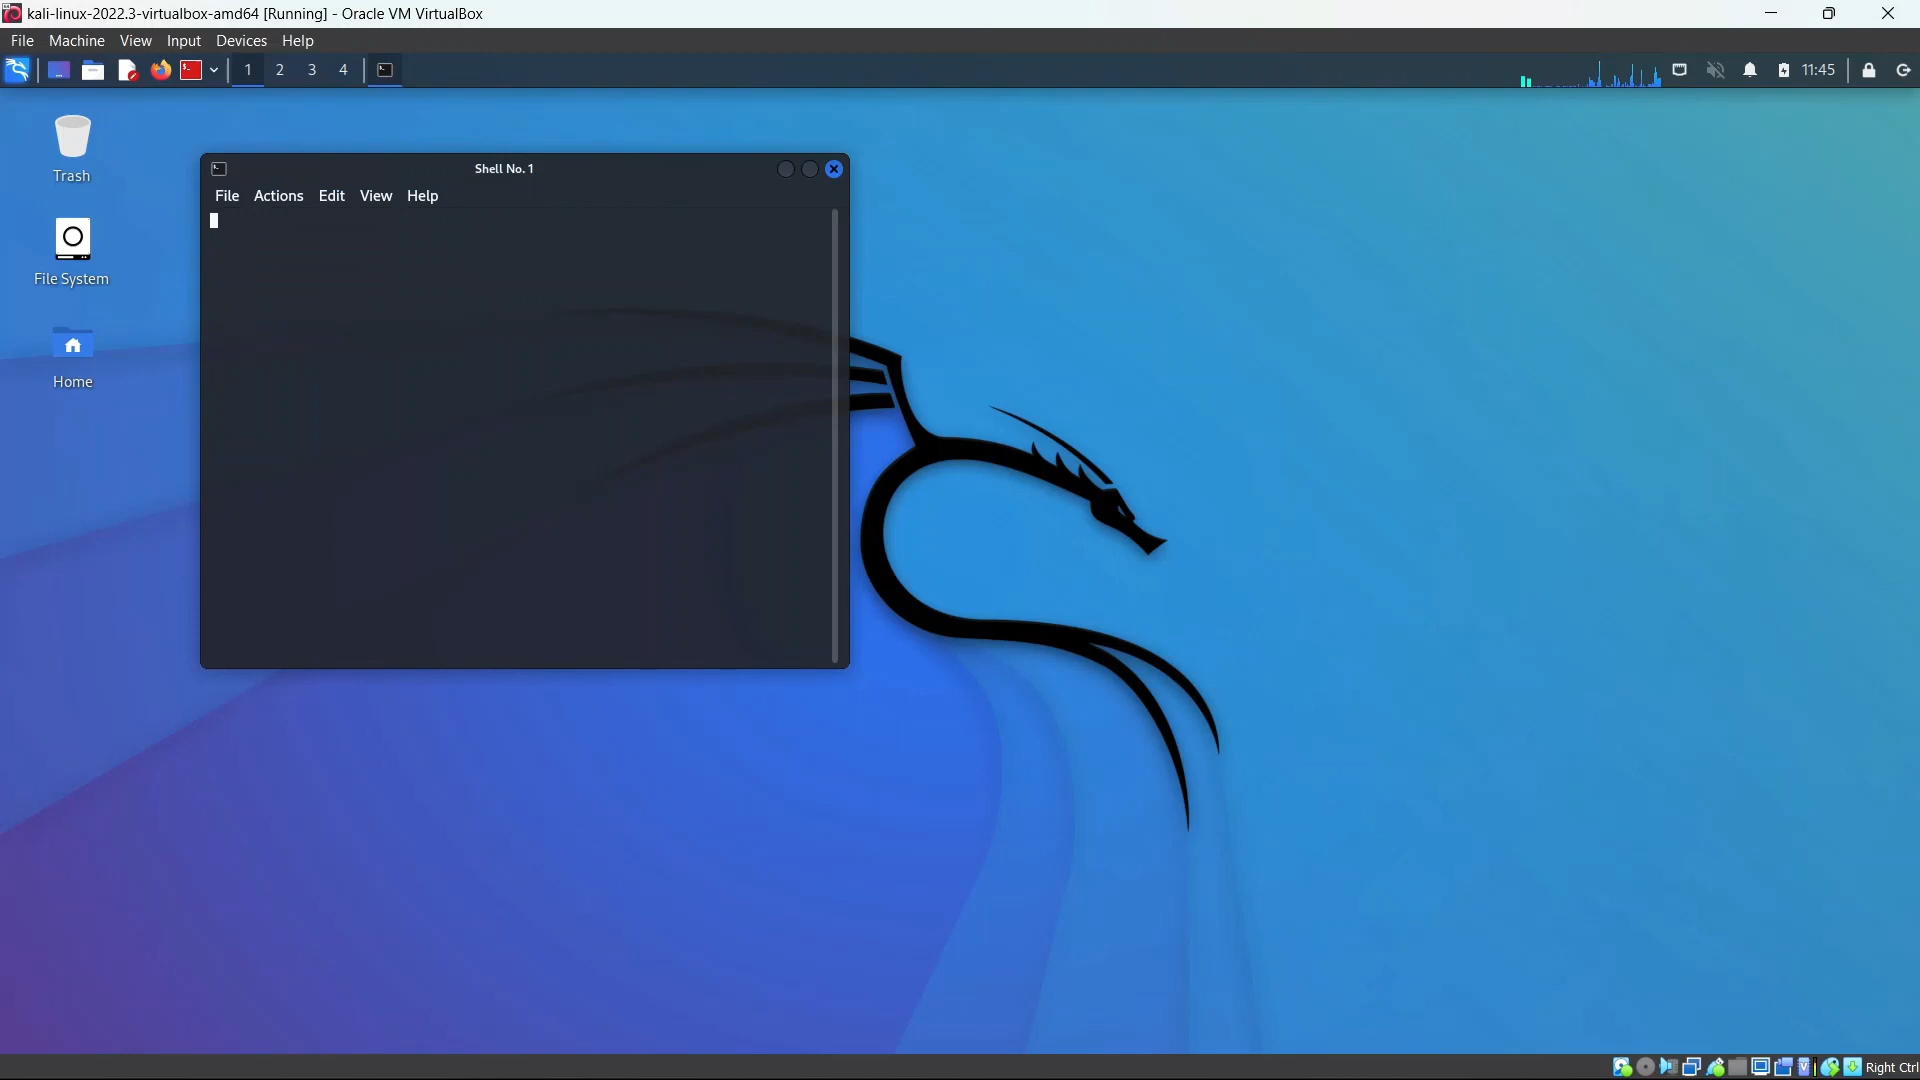 kali-linux-2022.3-virtualbox-amd64 [Running] - Oracle VM VirtualBox
File Machine View Input Devices Help
1 2 3 4 11:45
Trash
File System
Home
Shell No. 1
File Actions Edit View Help
Right Ctrl